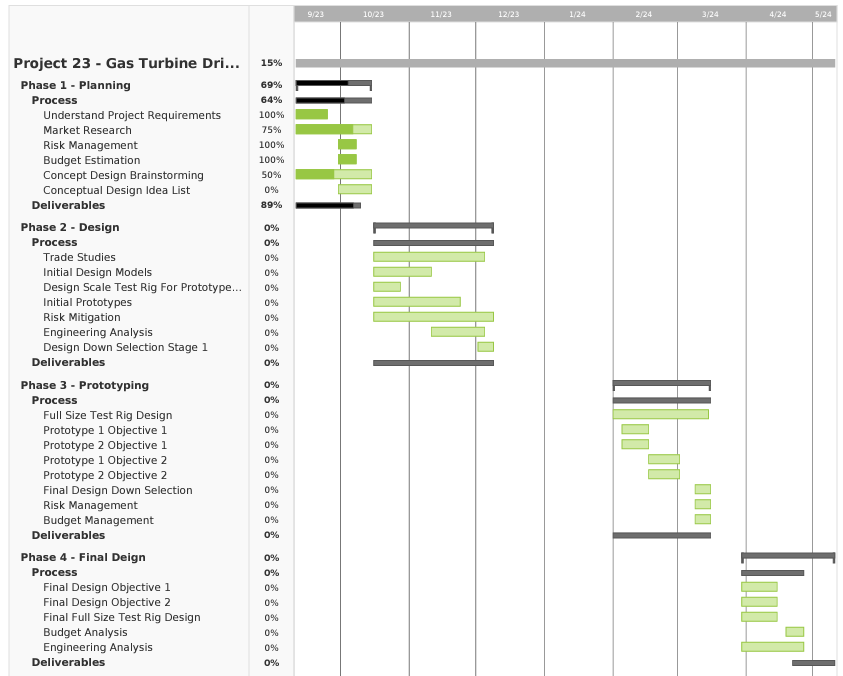 9/23 10/23 11/23 12/23 1/24 2/24 3/24 4/24 5/24
Project 23 - Gas Turbine Dri... 15%
Phase 1 - Planning 69%
Process 64%
Understand Project Requirements 100%
Market Research 75%
Risk Management 100%
Budget Estimation 100%
Concept Design Brainstorming 50%
Conceptual Design Idea List 0%
Deliverables 89%
Phase 2 - Design 0%
Process 0%
Trade Studies 0%
Initial Design Models 0%
Design Scale Test Rig For Prototype... 0%
Initial Prototypes 0%
Risk Mitigation 0%
Engineering Analysis 0%
Design Down Selection Stage 1 0%
Deliverables 0%
Phase 3 - Prototyping 0%
Process 0%
Full Size Test Rig Design 0%
Prototype 1 Objective 1 0%
Prototype 2 Objective 1 0%
Prototype 1 Objective 2 0%
Prototype 2 Objective 2 0%
Final Design Down Selection 0%
Risk Management 0%
Budget Management 0%
Deliverables 0%
Phase 4 - Final Deign 0%
Process 0%
Final Design Objective 1 0%
Final Design Objective 2 0%
Final Full Size Test Rig Design 0%
Budget Analysis 0%
Engineering Analysis 0%
Deliverables 0%